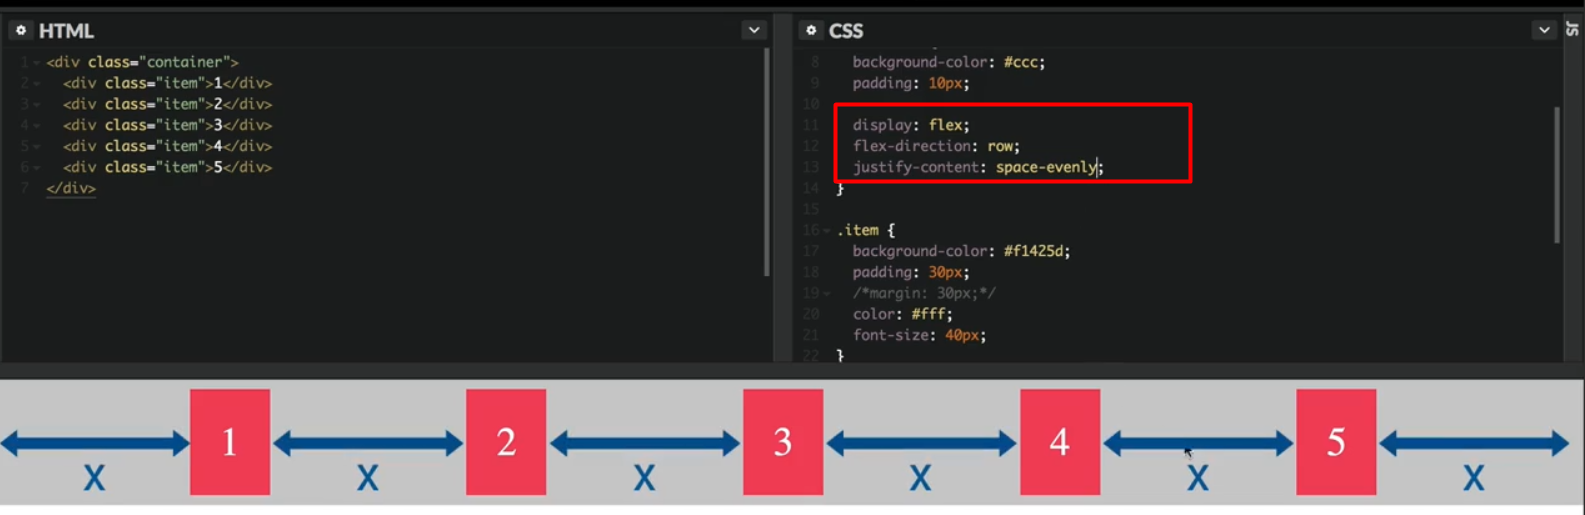 HTML
1 <div class="container">
2 <div class="item">1</div>
3 <div class="item">2</div>
4 <div class="item">3</div>
5 <div class="item">4</div>
6 <div class="item">5</div>
7 </div>
CSS
8 background-color: #ccc;
9 padding: 10px;
10
11 display: flex;
12 flex-direction: row;
13 justify-content: space-evenly;
14 }
15
16 .item {
17 background-color: #f1425d;
18 padding: 30px;
19 /*margin: 30px;*/
20 color: #fff;
21 font-size: 40px;
22 }
JS
1 2 3 4 5
X X X X X X